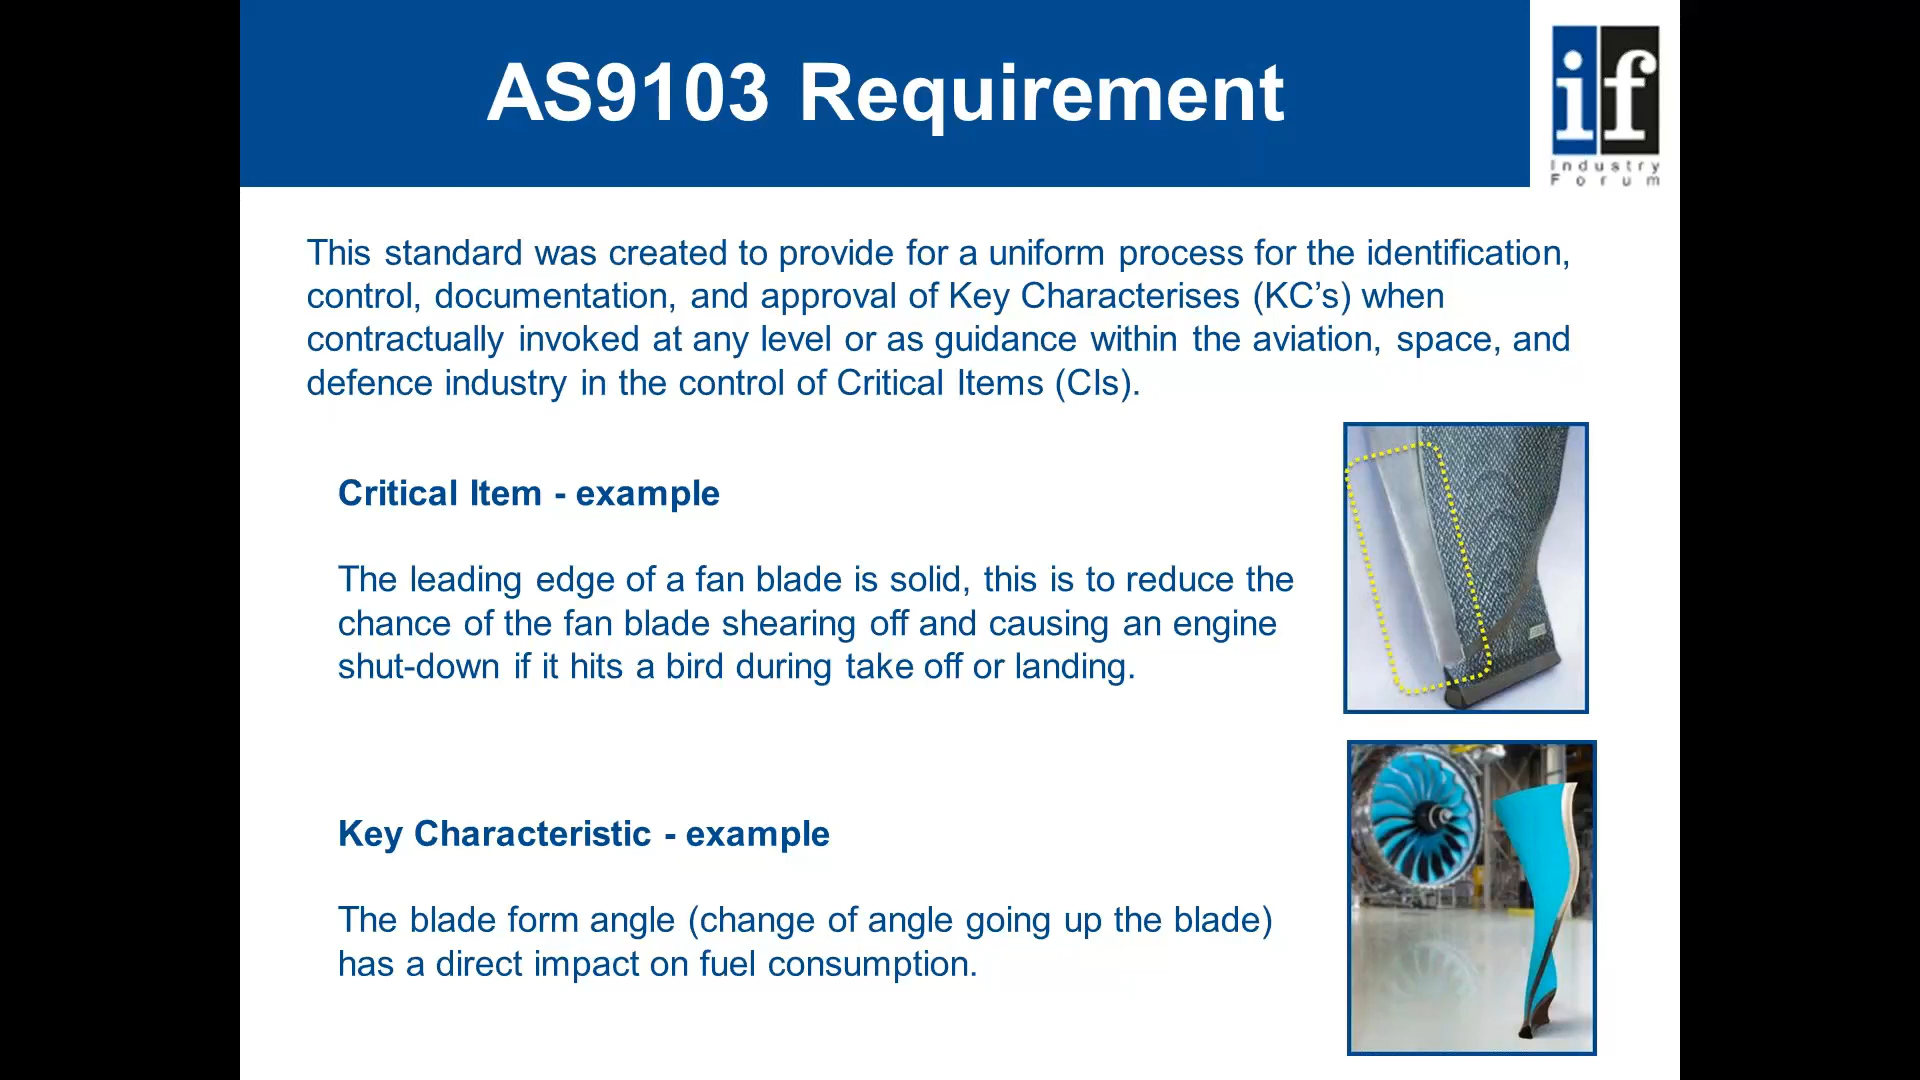 AS9103 Requirement
if
Industry
Forum
This standard was created to provide for a uniform process for the identification,
control, documentation, and approval of Key Characterises (KC’s) when
contractually invoked at any level or as guidance within the aviation, space, and
defence industry in the control of Critical Items (CIs).
Critical Item - example
The leading edge of a fan blade is solid, this is to reduce the
chance of the fan blade shearing off and causing an engine
shut-down if it hits a bird during take off or landing.
Key Characteristic - example
The blade form angle (change of angle going up the blade)
has a direct impact on fuel consumption.